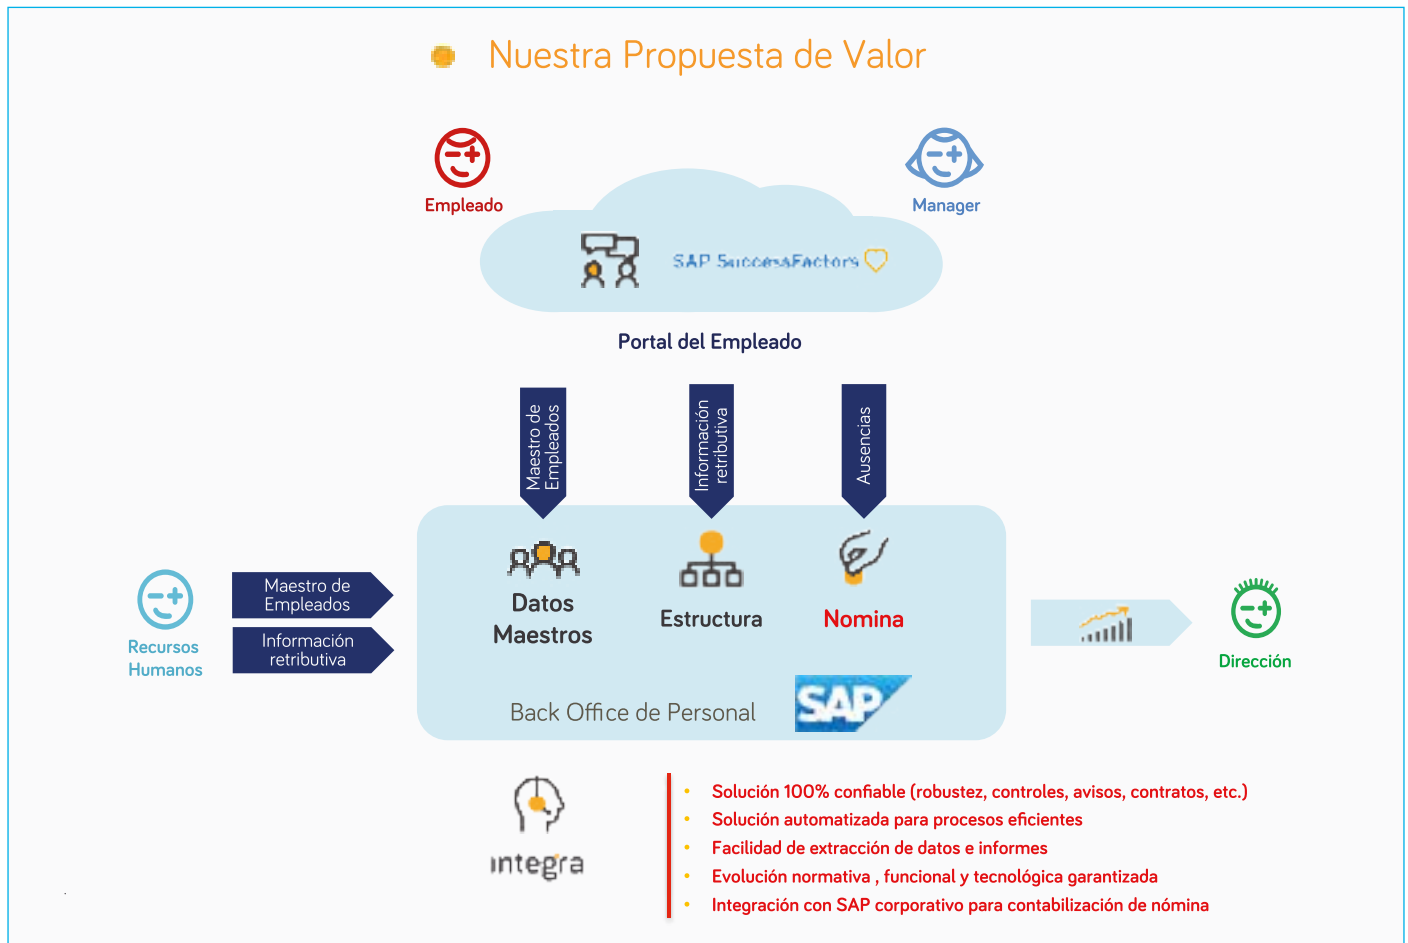 Nuestra Propuesta de Valor
Empleado
Manager
SAP SuccessFactors
Portal del Empleado
Maestro de
Empleados
Información
retributiva
Ausencias
Datos
Maestros
Estructura
Nomina
Maestro de
Empleados
Información
retributiva
Recursos
Humanos
Dirección
Back Office de Personal
SAP
integra
• Solución 100% confiable (robustez, controles, avisos, contratos, etc.)
• Solución automatizada para procesos eficientes
• Facilidad de extracción de datos e informes
• Evolución normativa , funcional y tecnológica garantizada
• Integración con SAP corporativo para contabilización de nómina